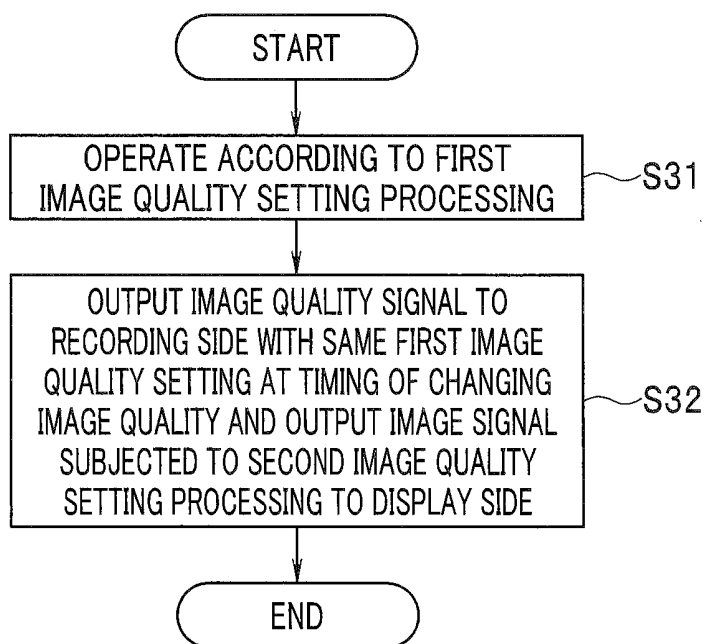 START
OPERATE ACCORDING TO FIRST
IMAGE QUALITY SETTING PROCESSING
S31
OUTPUT IMAGE QUALITY SIGNAL TO
RECORDING SIDE WITH SAME FIRST IMAGE
QUALITY SETTING AT TIMING OF CHANGING
IMAGE QUALITY AND OUTPUT IMAGE SIGNAL
SUBJECTED TO SECOND IMAGE QUALITY
SETTING PROCESSING TO DISPLAY SIDE
S32
END